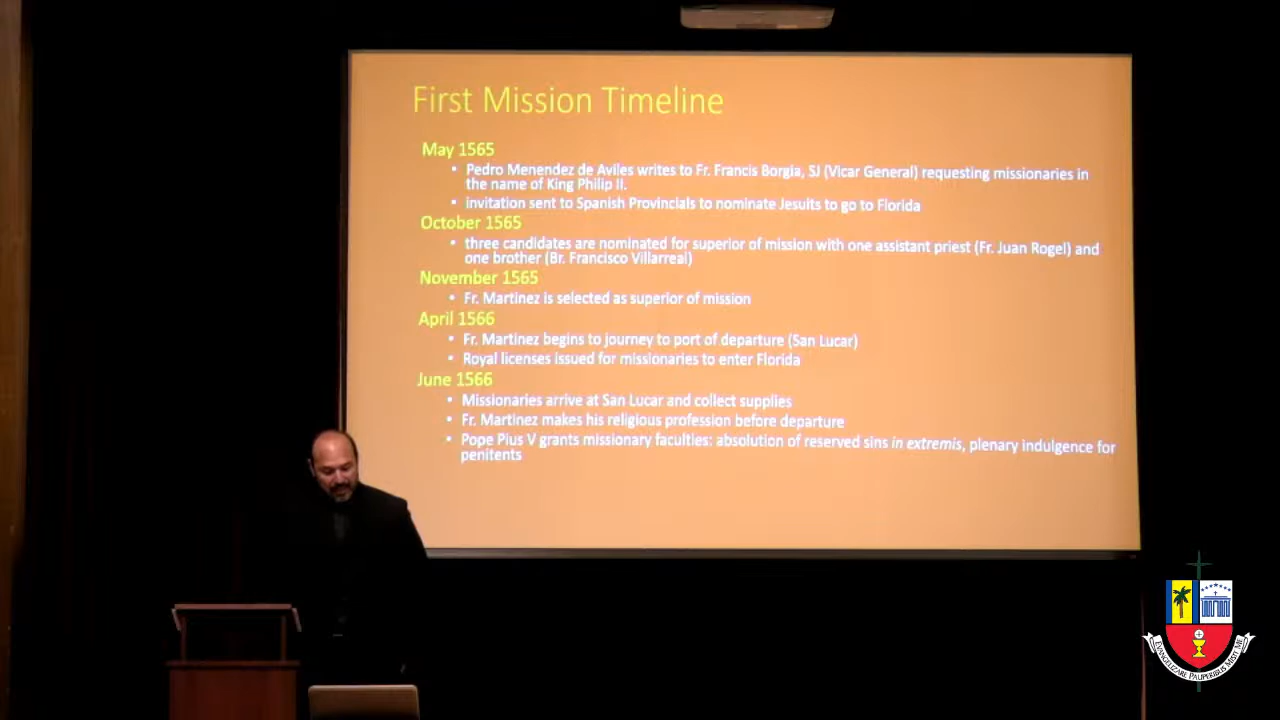 First Mission Timeline
May 1565
• Pedro Menendez de Aviles writes to Fr. Francis Borgia, SJ (Vicar General) requesting missionaries in
the name of King Philip II.
• invitation sent to Spanish Provincials to nominate Jesuits to go to Florida
October 1565
• three candidates are nominated for superior of mission with one assistant priest (Fr. Juan Rogel) and
one brother (Br. Francisco Villarreal)
November 1565
• Fr. Martinez is selected as superior of mission
April 1566
• Fr. Martinez begins to journey to port of departure (San Lucar)
• Royal licenses issued for missionaries to enter Florida
June 1566
• Missionaries arrive at San Lucar and collect supplies
• Fr. Martinez makes his religious profession before departure
• Pope Pius V grants missionary faculties: absolution of reserved sins in extremis, plenary indulgence for
penitents
Evangelizare Pauperibus Misit Me